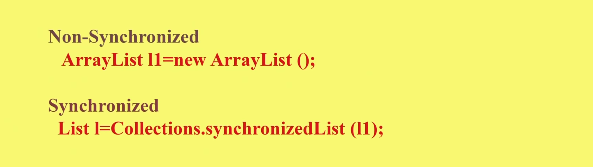 Non-Synchronized
ArrayList l1=new ArrayList ();
Synchronized
List l=Collections.synchronizedList (l1);